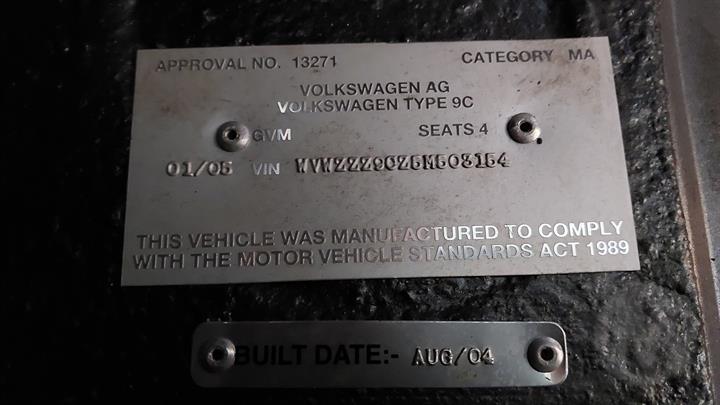 APPROVAL NO. 13271 CATEGORY MA
VOLKSWAGEN AG
VOLKSWAGEN TYPE 9C
GVM SEATS 4
01/05 VIN WVWZZZ9CZ5M503154
THIS VEHICLE WAS MANUFACTURED TO COMPLY
WITH THE MOTOR VEHICLE STANDARDS ACT 1989
BUILT DATE:- AUG/04